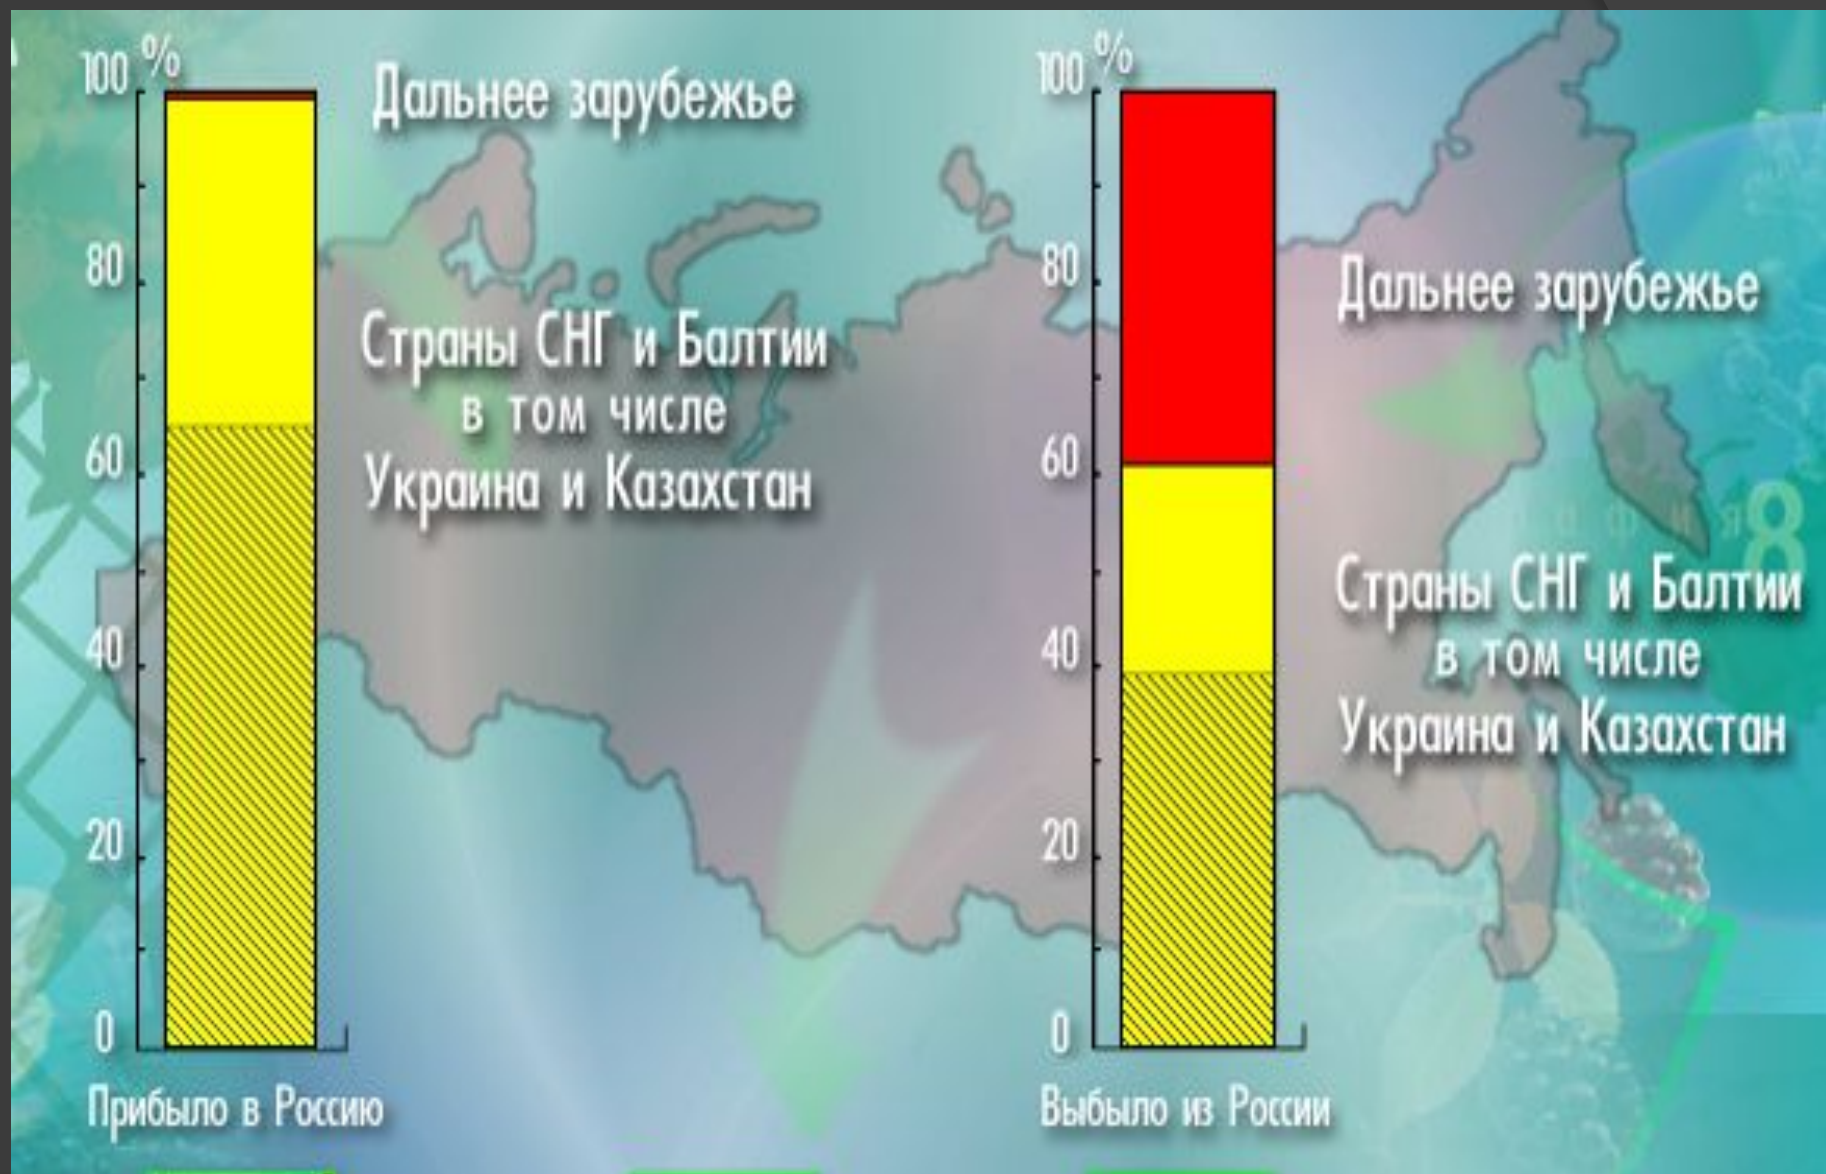 100 %
80
60
40
20
0
Дальнее зарубежье
Страны СНГ и Балтии
в том числе
Украина и Казахстан
Прибыло в Россию
100 %
80
60
40
20
0
Дальнее зарубежье
8
Страны СНГ и Балтии
в том числе
Украина и Казахстан
Выбыло из России